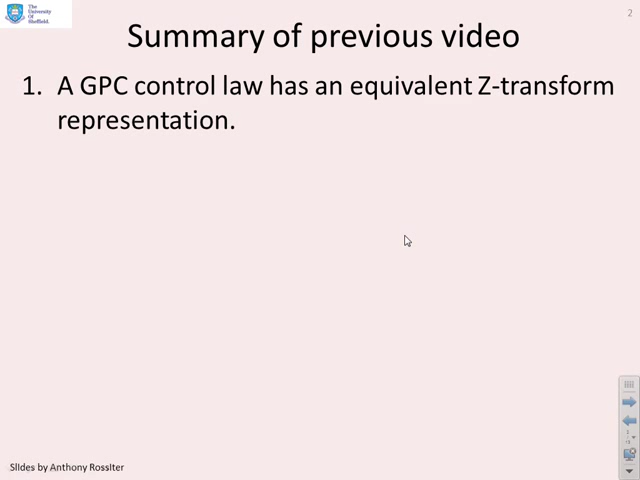 The
University
Of
Sheffield.
2
Summary of previous video
1. A GPC control law has an equivalent Z-transform
representation.
Slides by Anthony Rossiter